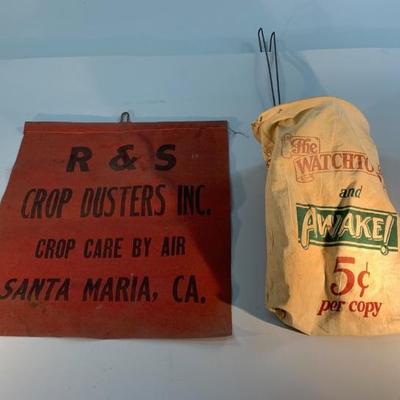 R & S
CROP DUSTERS INC.
CROP CARE BY AIR
SANTA MARIA, CA.
The
and
AWAKE!
5¢
per copy